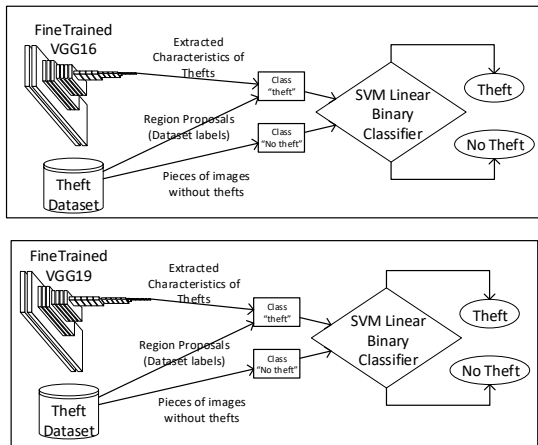 FineTrained
VGG16
Extracted
Characteristics of
Thefts
Class
"theft"
Region Proposals
(Dataset labels)
Class
"No theft"
Pieces of images
without thefts
Theft
Dataset
SVM Linear
Binary
Classifier
Theft
No Theft
FineTrained
VGG19
Extracted
Characteristics of
Thefts
Class
"theft"
Region Proposals
(Dataset labels)
Class
"No theft"
Pieces of images
without thefts
Theft
Dataset
SVM Linear
Binary
Classifier
Theft
No Theft